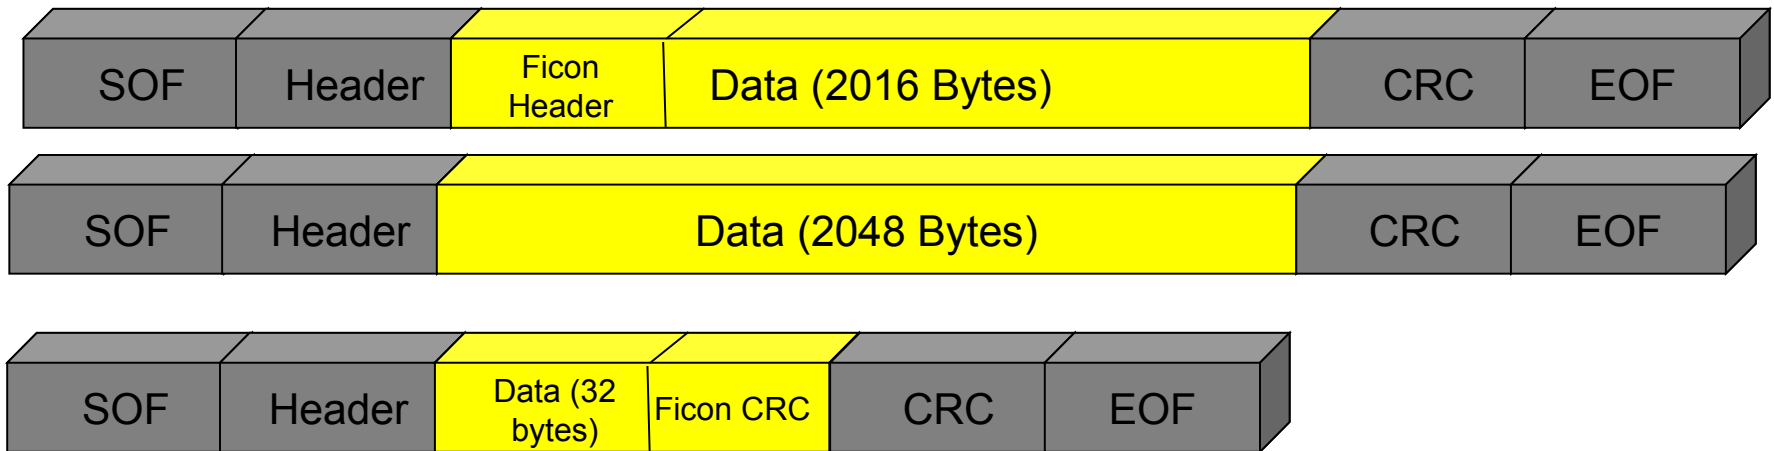 SOF Header Ficon Header Data (2016 Bytes) CRC EOF
SOF Header Data (2048 Bytes) CRC EOF
SOF Header Data (32 bytes) Ficon CRC CRC EOF